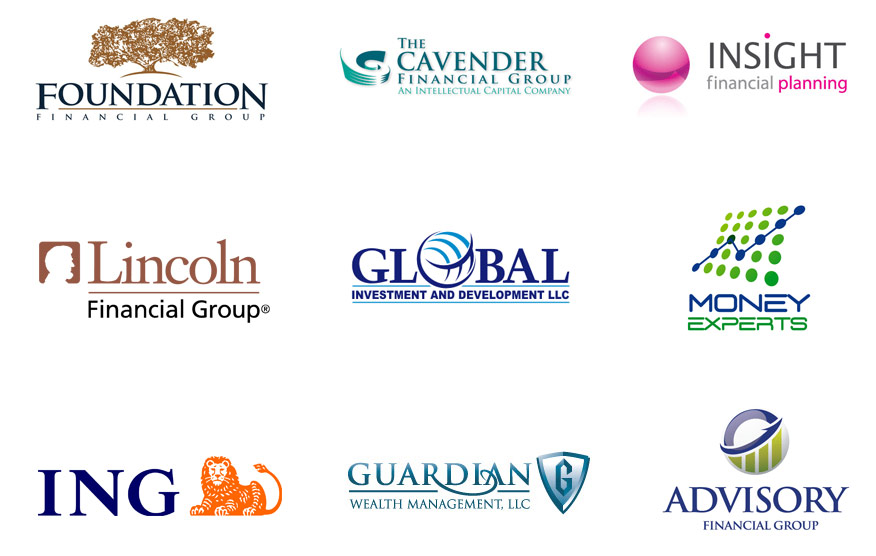 FOUNDATION
FINANCIAL GROUP
THE
CAVENDER
FINANCIAL GROUP
AN INTELLECTUAL CAPITAL COMPANY
INSiGHT
financial planning
Lincoln
Financial Group®
GLOBAL
INVESTMENT AND DEVELOPMENT LLC
MONEY
EXPERTS
ING
GUARDIAN
WEALTH MANAGEMENT, LLC
G
ADVISORY
FINANCIAL GROUP